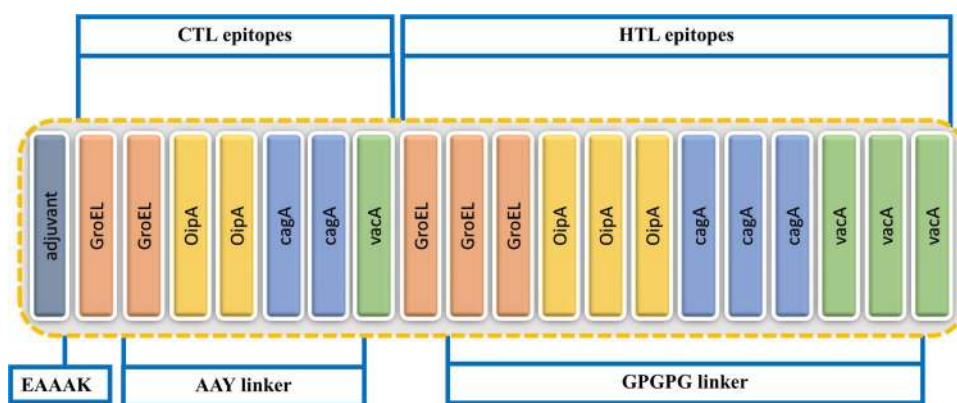 CTL epitopes
HTL epitopes
adjuvant
GroEL
GroEL
OipA
OipA
cagA
cagA
vacA
GroEL
GroEL
GroEL
OipA
OipA
OipA
cagA
cagA
cagA
vacA
vacA
vacA
EAAAK
AAY linker
GPGPG linker